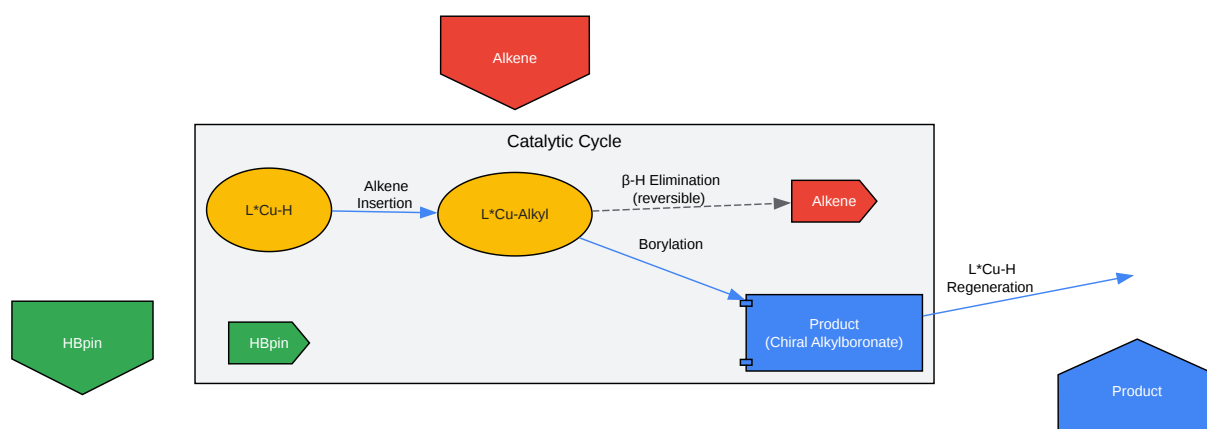 Alkene
Catalytic Cycle
L*Cu-H
Alkene
Insertion
L*Cu-Alkyl
β-H Elimination
(reversible)
Alkene
Borylation
L*Cu-H
Regeneration
HBpin
HBpin
Product
(Chiral Alkylboronate)
Product